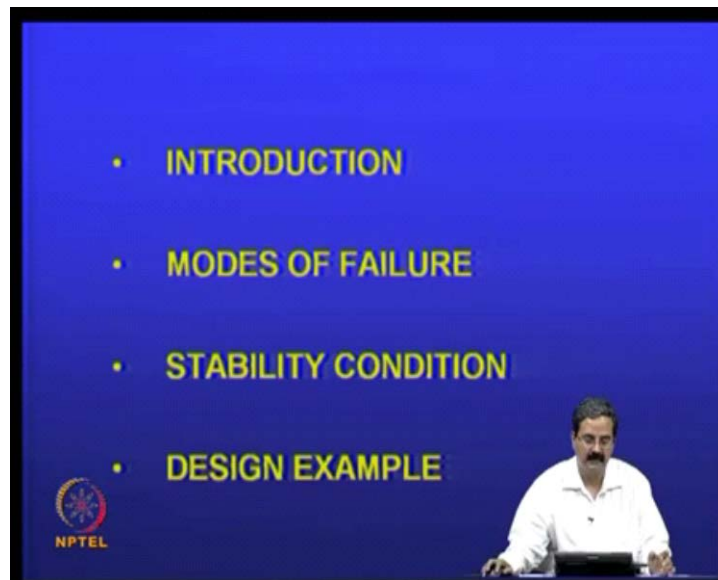 • INTRODUCTION
• MODES OF FAILURE
• STABILITY CONDITION
• DESIGN EXAMPLE
NPTEL